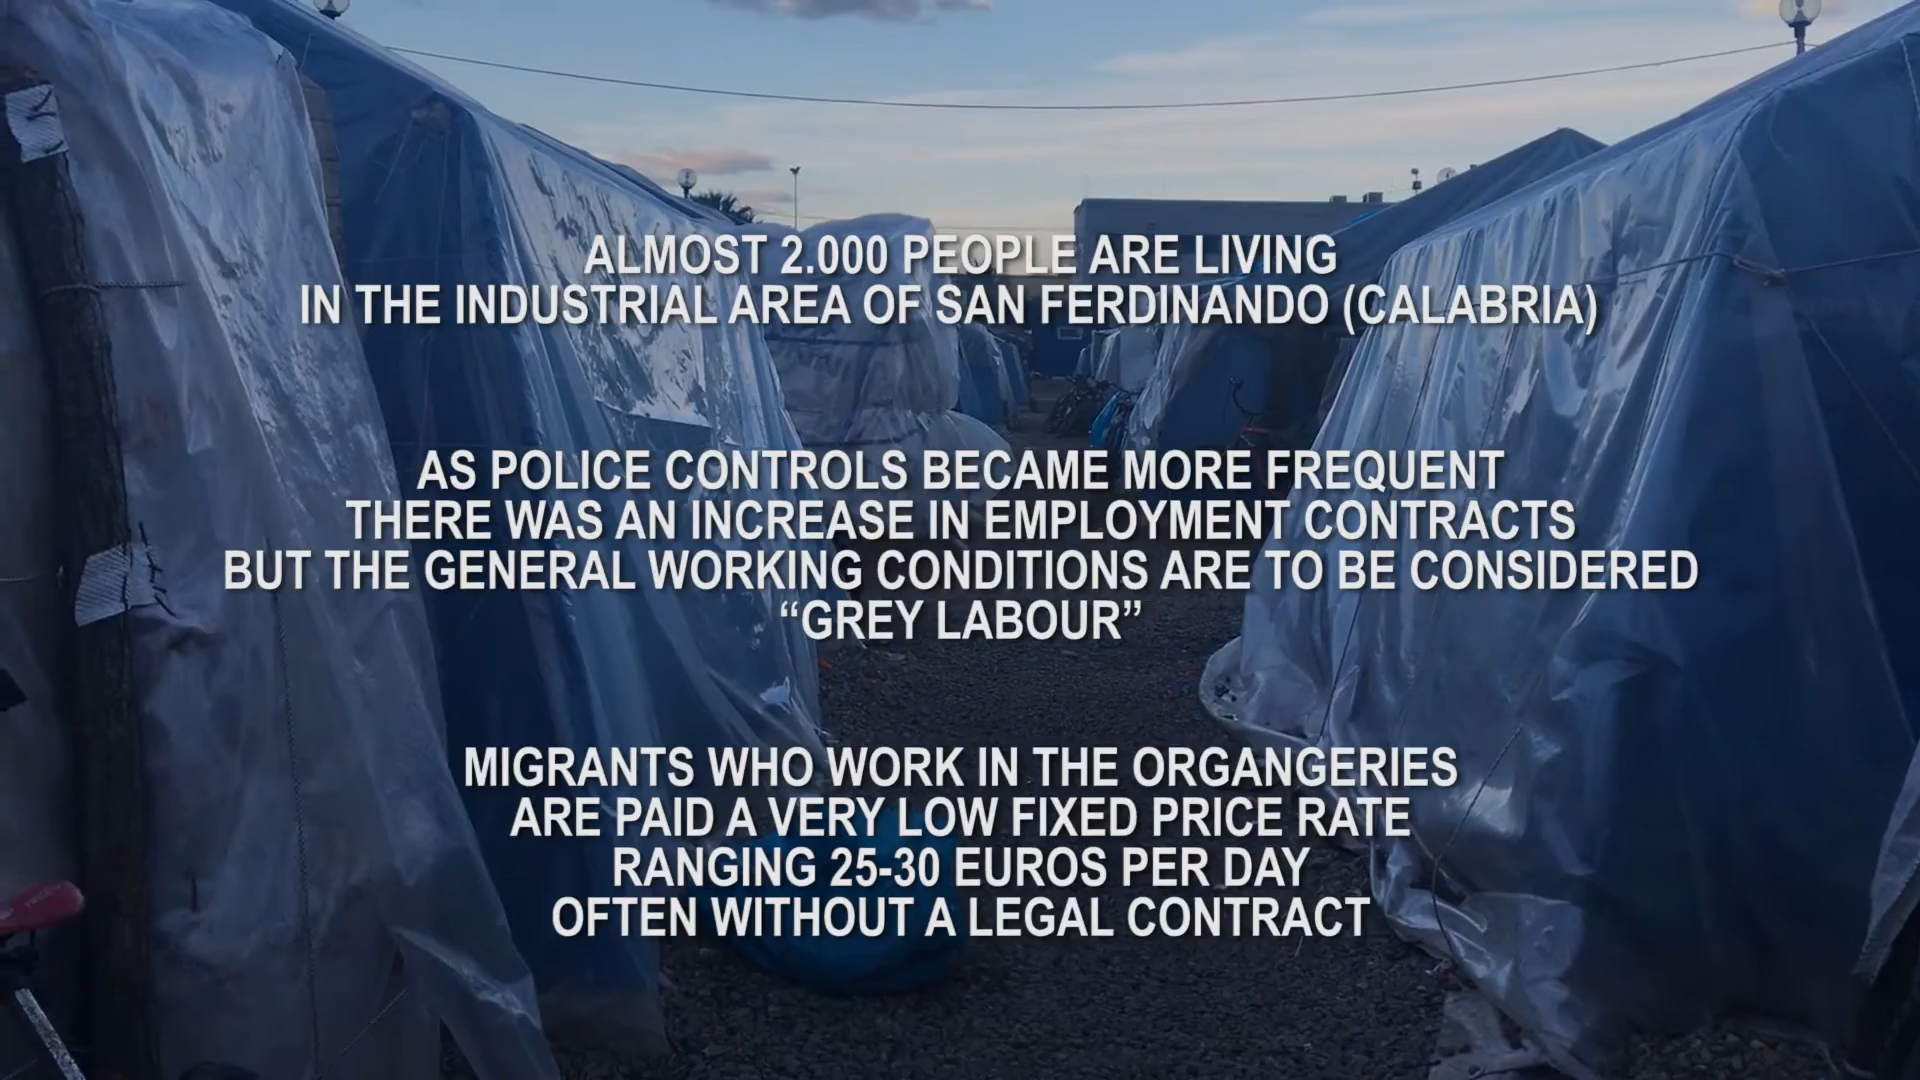 ALMOST 2.000 PEOPLE ARE LIVING
IN THE INDUSTRIAL AREA OF SAN FERDINANDO (CALABRIA)
AS POLICE CONTROLS BECAME MORE FREQUENT
THERE WAS AN INCREASE IN EMPLOYMENT CONTRACTS
BUT THE GENERAL WORKING CONDITIONS ARE TO BE CONSIDERED
“GREY LABOUR”
MIGRANTS WHO WORK IN THE ORGANGERIES
ARE PAID A VERY LOW FIXED PRICE RATE
RANGING 25-30 EUROS PER DAY
OFTEN WITHOUT A LEGAL CONTRACT